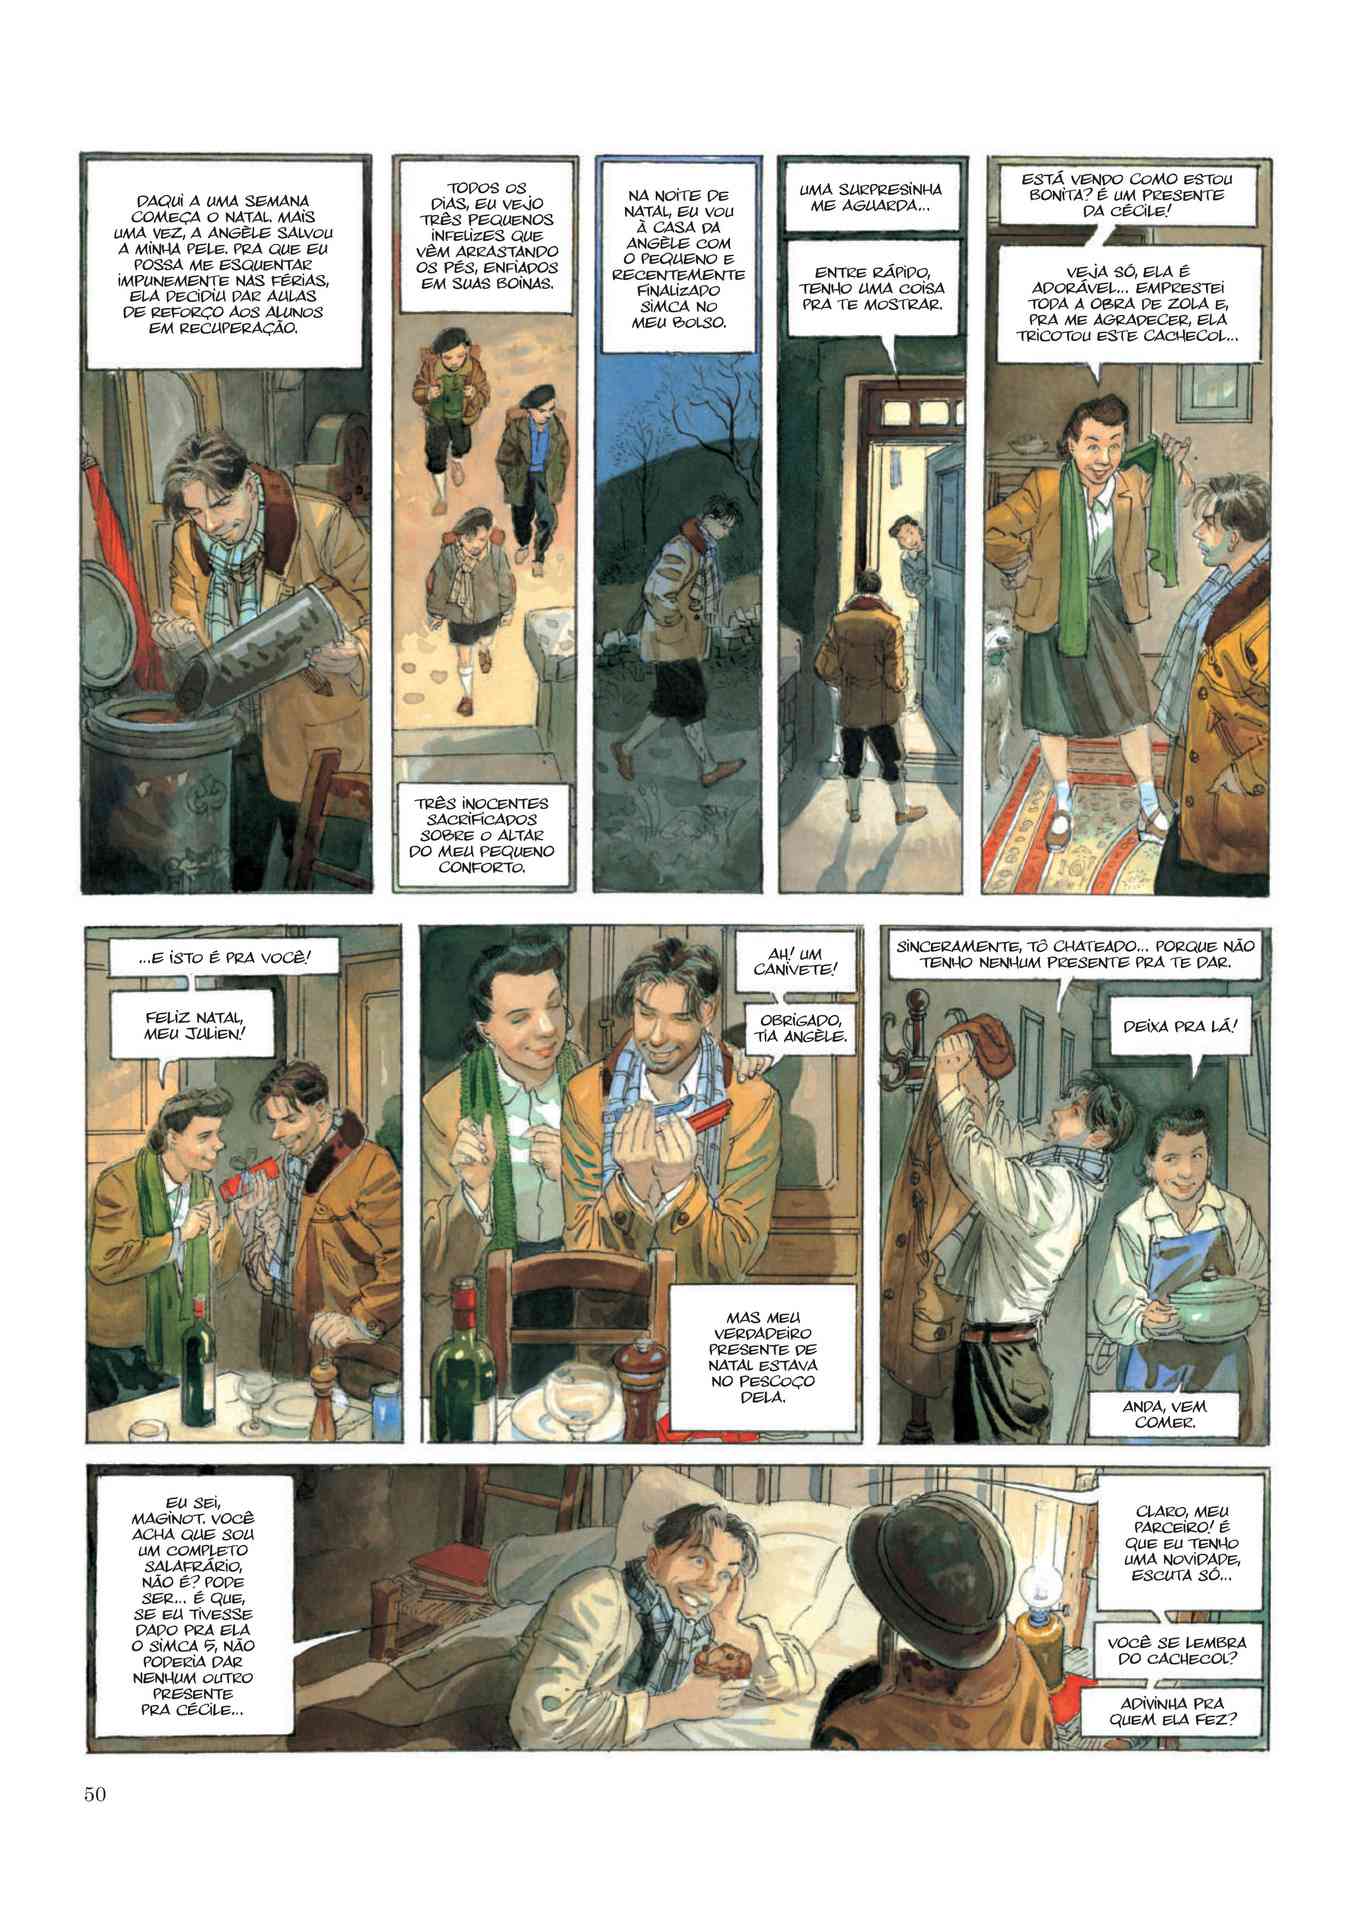 DAQUI A UMA SEMANA
COMEÇA O NATAL. MAIS
UMA VEZ, A ANGÈLE SALVOU
A MINHA PELE. PRA QUE EU
POSSA ME ESQUENTAR
IMPUNEMENTE NAS FÉRIAS,
ELA DECIDIU DAR AULAS
DE REFORÇO AOS ALUNOS
EM RECUPERAÇÃO.
TODOS OS
DIAS, EU VEJO
TRÊS PEQUENOS
INFELIZES QUE
VÊM ARRASTANDO
OS PÉS, ENFIADOS
EM SUAS BOINAS.
TRÊS INOCENTES
SACRIFICADOS
SOBRE O ALTAR
DO MEU PEQUENO
CONFORTO.
NA NOITE DE
NATAL, EU VOU
À CASA DA
ANGÈLE COM
O PEQUENO E
RECENTEMENTE
FINALIZADO
SIMCA NO
MEU BOLSO.
UMA SURPRESINHA
ME AGUARDA...
ENTRE RÁPIDO,
TENHO UMA COISA
PRA TE MOSTRAR.
ESTÁ VENDO COMO ESTOU
BONITA? É UM PRESENTE
DA CÉCILE!
VEJA SÓ, ELA É
ADORÁVEL... EMPRESTEI
TODA A OBRA DE ZOLA E,
PRA ME AGRADECER, ELA
TRICOTOU ESTE CACHECOL...
...E ISTO É PRA VOCÊ!
FELIZ NATAL,
MEU JULIEN!
AH! UM
CANIVETE!
OBRIGADO,
TIA ANGÈLE.
MAS MEU
VERDADEIRO
PRESENTE DE
NATAL ESTAVA
NO PESCOÇO
DELA.
SINCERAMENTE, TÔ CHATEADO... PORQUE NÃO
TENHO NENHUM PRESENTE PRA TE DAR.
DEIXA PRA LÁ!
ANDA, VEM
COMER.
EU SEI,
MAGINOT. VOCÊ
ACHA QUE SOU
UM COMPLETO
SALAFRÁRIO,
NÃO É? PODE
SER... É QUE,
SE EU TIVESSE
DADO PRA ELA
O SIMCA 5, NÃO
PODERIA DAR
NENHUM OUTRO
PRESENTE
PRA CÉCILE...
CLARO, MEU
PARCEIRO! É
QUE EU TENHO
UMA NOVIDADE,
ESCUTA SÓ...
VOCÊ SE LEMBRA
DO CACHECOL?
ADIVINHA PRA
QUEM ELA FEZ?
50